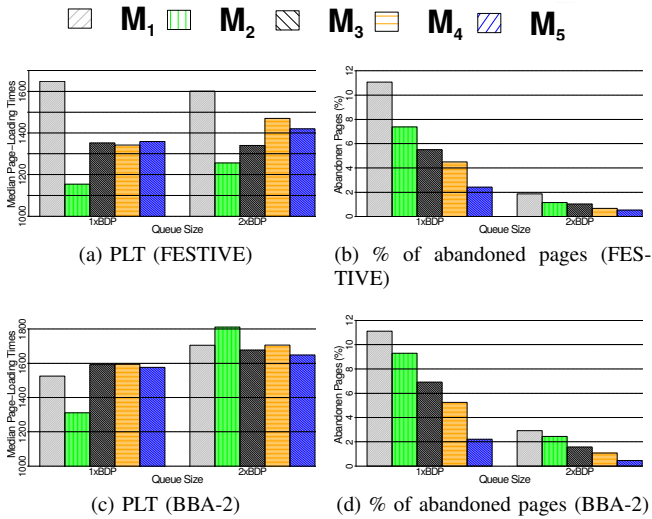 M1 M2 M3 M4 M5
Median Page-Loading Times
1000 1200 1400 1600
1xBDP 2xBDP
Queue Size
(a) PLT (FESTIVE)
Abandonen Pages (%)
0 2 4 6 8 10 12
1xBDP 2xBDP
Queue Size
(b) % of abandoned pages (FES-
TIVE)
Median Page-Loading Times
1000 1200 1400 1600 1800
1xBDP 2xBDP
Queue Size
(c) PLT (BBA-2)
Abandonen Pages (%)
0 2 4 6 8 10 12
1xBDP 2xBDP
Queue Size
(d) % of abandoned pages (BBA-2)